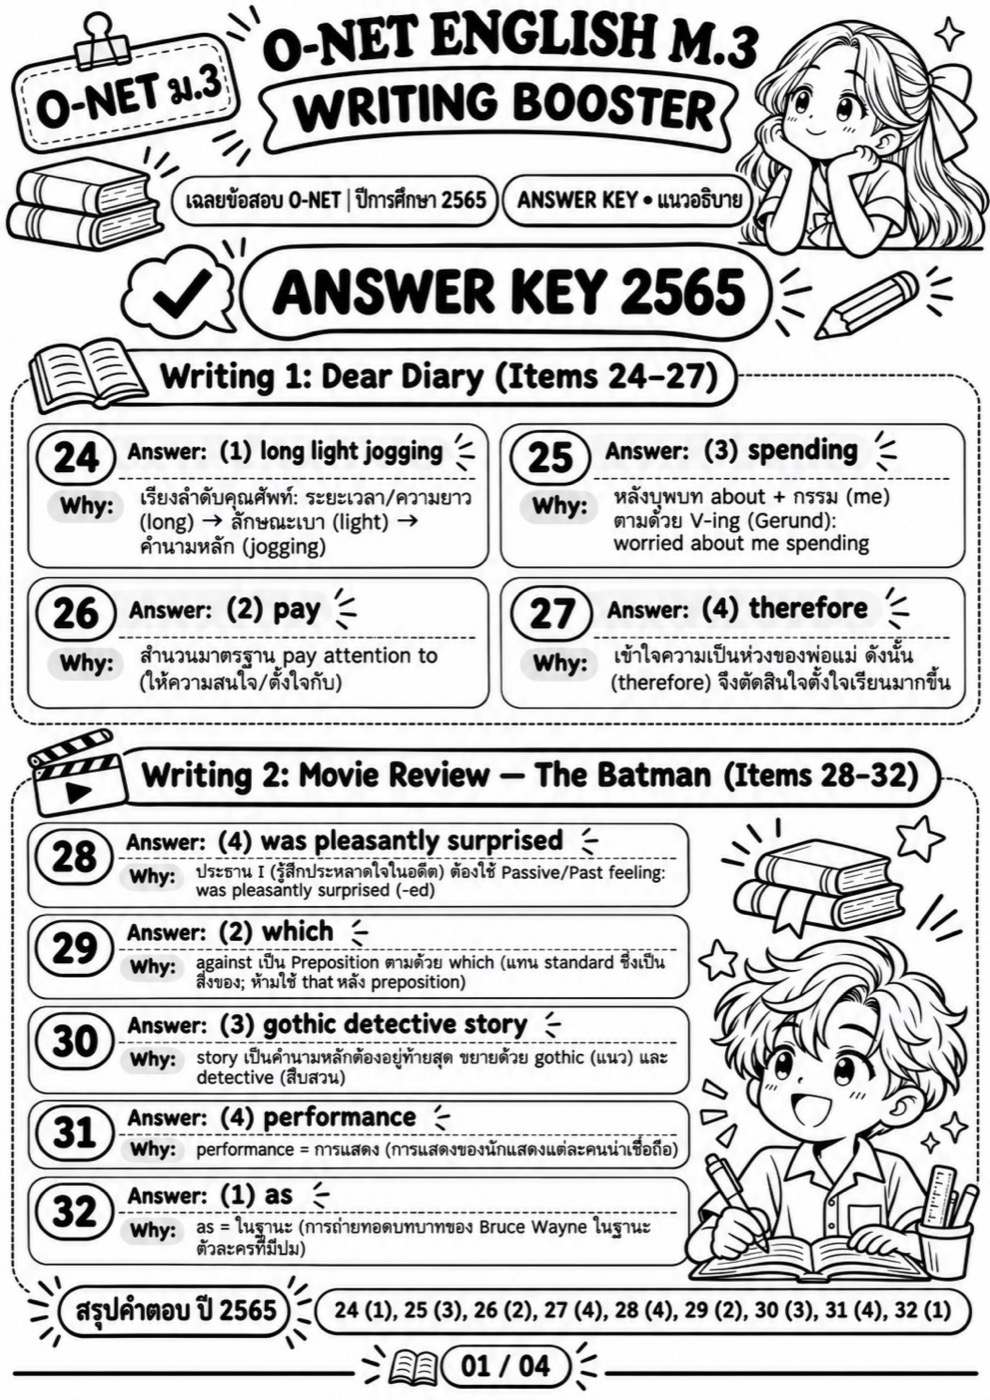 O-NET ม.3
O-NET ENGLISH M.3
WRITING BOOSTER
เฉลยข้อสอบ O-NET | ปีการศึกษา 2565
ANSWER KEY • แนวอธิบาย
ANSWER KEY 2565
Writing 1: Dear Diary (Items 24–27)
24
Answer: (1) long light jogging
Why: เรียงลำดับคุณศัพท์: ระยะเวลา/ความยาว
(long) → ลักษณะเบา (light) →
คำนามหลัก (jogging)
25
Answer: (3) spending
Why: หลังบุพบท about + กรรม (me)
ตามด้วย V-ing (Gerund):
worried about me spending
26
Answer: (2) pay
Why: สำนวนมาตรฐาน pay attention to
(ให้ความสนใจ/ตั้งใจกับ)
27
Answer: (4) therefore
Why: เข้าใจความเป็นห่วงของพ่อแม่ ดังนั้น
(therefore) จึงตัดสินใจตั้งใจเรียนมากขึ้น
Writing 2: Movie Review – The Batman (Items 28–32)
28
Answer: (4) was pleasantly surprised
Why: ประธาน I (รู้สึกประหลาดใจในอดีต) ต้องใช้ Passive/Past feeling:
was pleasantly surprised (-ed)
29
Answer: (2) which
Why: against เป็น Preposition ตามด้วย which (แทน standard ซึ่งเป็น
สิ่งของ; ห้ามใช้ that หลัง preposition)
30
Answer: (3) gothic detective story
Why: story เป็นคำนามหลักต้องอยู่ท้ายสุด ขยายด้วย gothic (แนว) และ
detective (สืบสวน)
31
Answer: (4) performance
Why: performance = การแสดง (การแสดงของนักแสดงแต่ละคนน่าเชื่อถือ)
32
Answer: (1) as
Why: as = ในฐานะ (การถ่ายทอดบทบาทของ Bruce Wayne ในฐานะ
ตัวละครที่มีปม)
สรุปคำตอบ ปี 2565
24 (1), 25 (3), 26 (2), 27 (4), 28 (4), 29 (2), 30 (3), 31 (4), 32 (1)
01 / 04